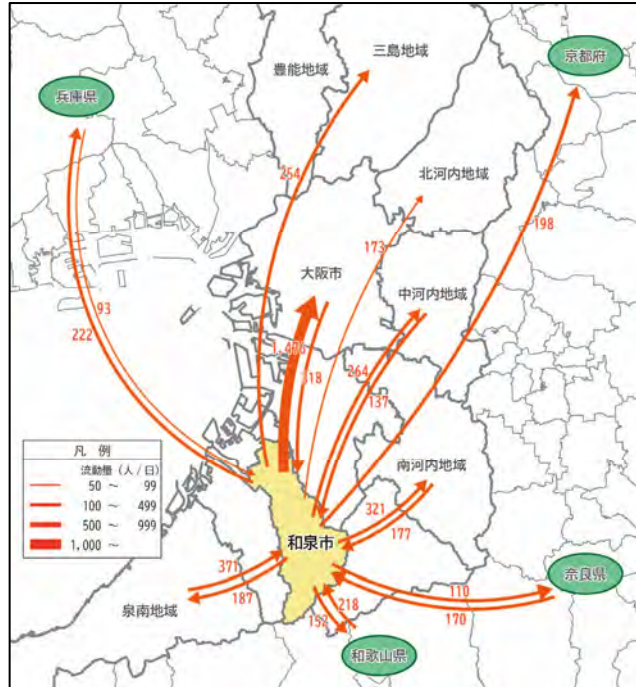 三島地域
豊能地域
京都府
兵庫県
北河内地域
254
198
173
大阪市
中河内地域
93
222
318
264
137
凡 例
流動量 (人/日)
50 ～ 99
100 ～ 499
500 ～ 999
1,000 ～
南河内地域
321
177
和泉市
371
187
泉南地域
110
170
奈良県
218
152
和歌山県